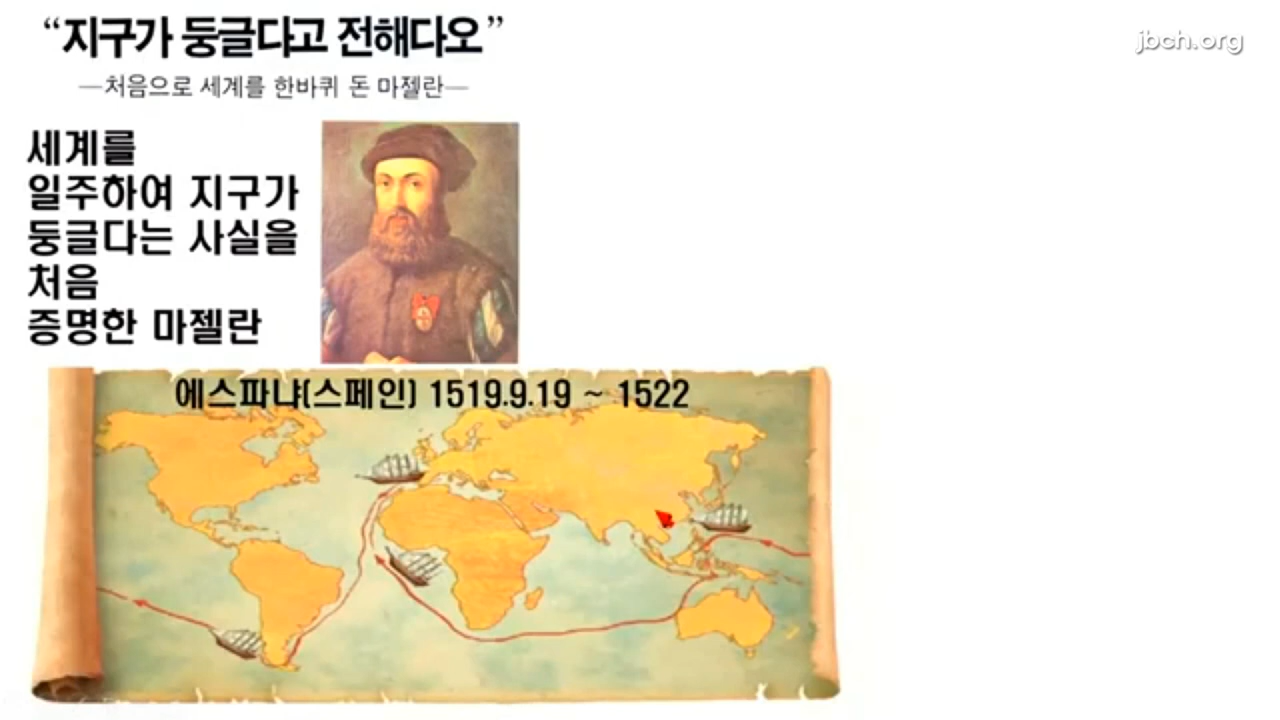 “지구가 둥글다고 전해다오”
jbch.org
—처음으로 세계를 한바퀴 돈 마젤란—
세계를
일주하여 지구가
둥글다는 사실을
처음
증명한 마젤란
에스파냐(스페인) 1519.9.19 ~ 1522